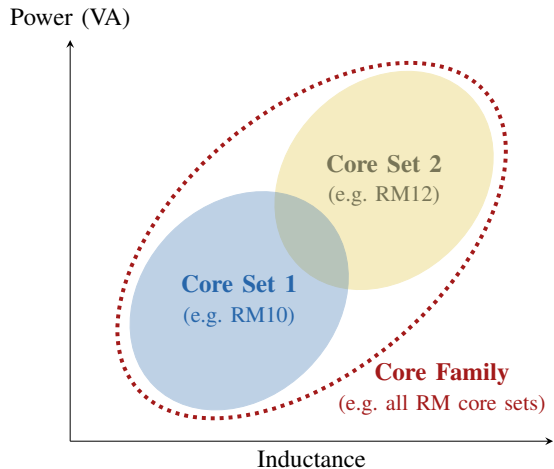 Power (VA)
Core Set 2
(e.g. RM12)
Core Set 1
(e.g. RM10)
Core Family
(e.g. all RM core sets)
Inductance